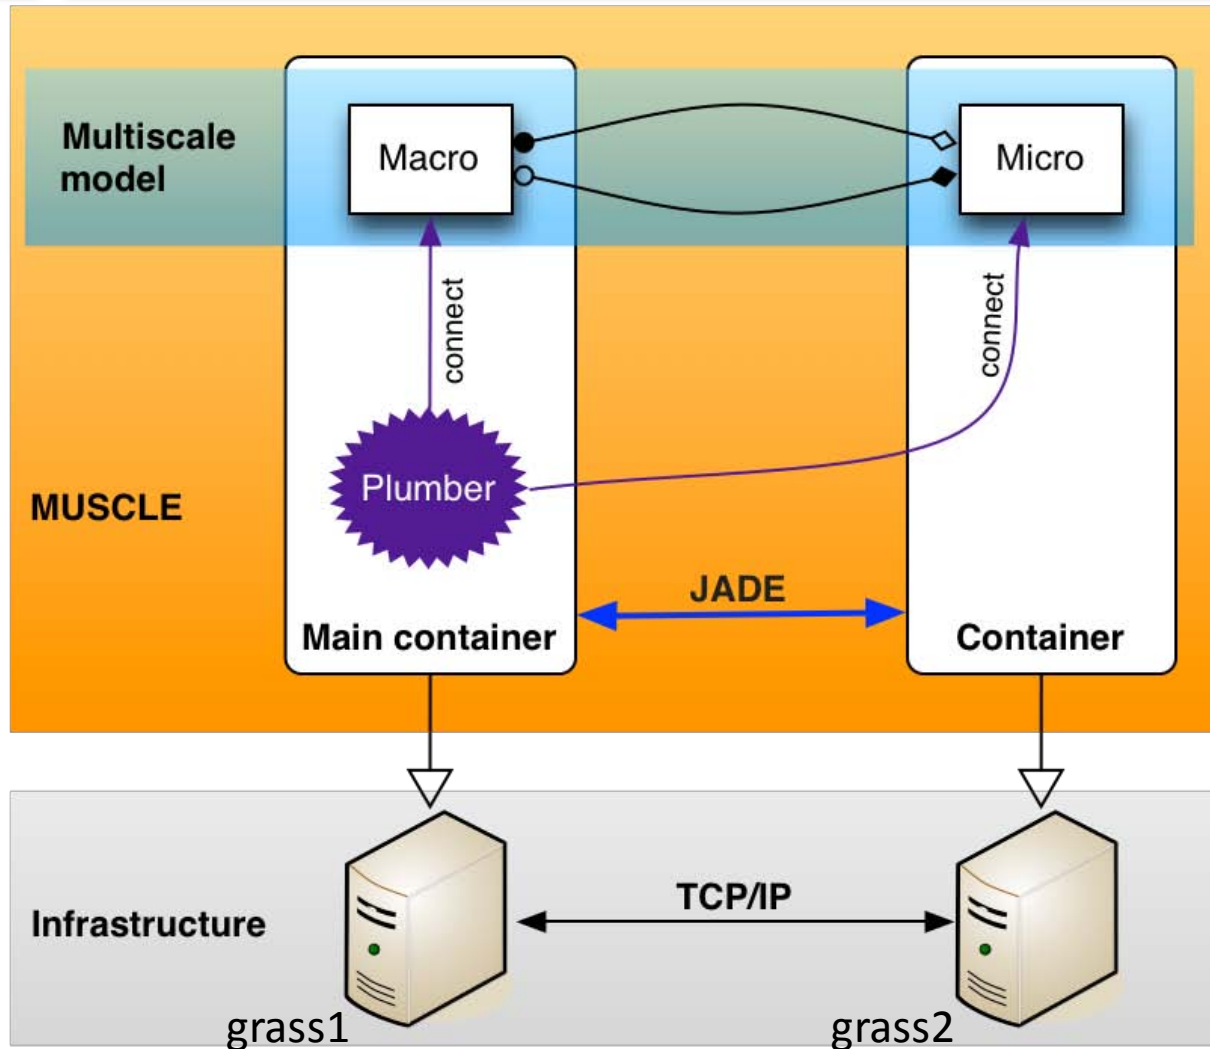 Multiscale
model
Macro
Micro
connect
connect
Plumber
MUSCLE
JADE
Main container
Container
TCP/IP
Infrastructure
grass1
grass2